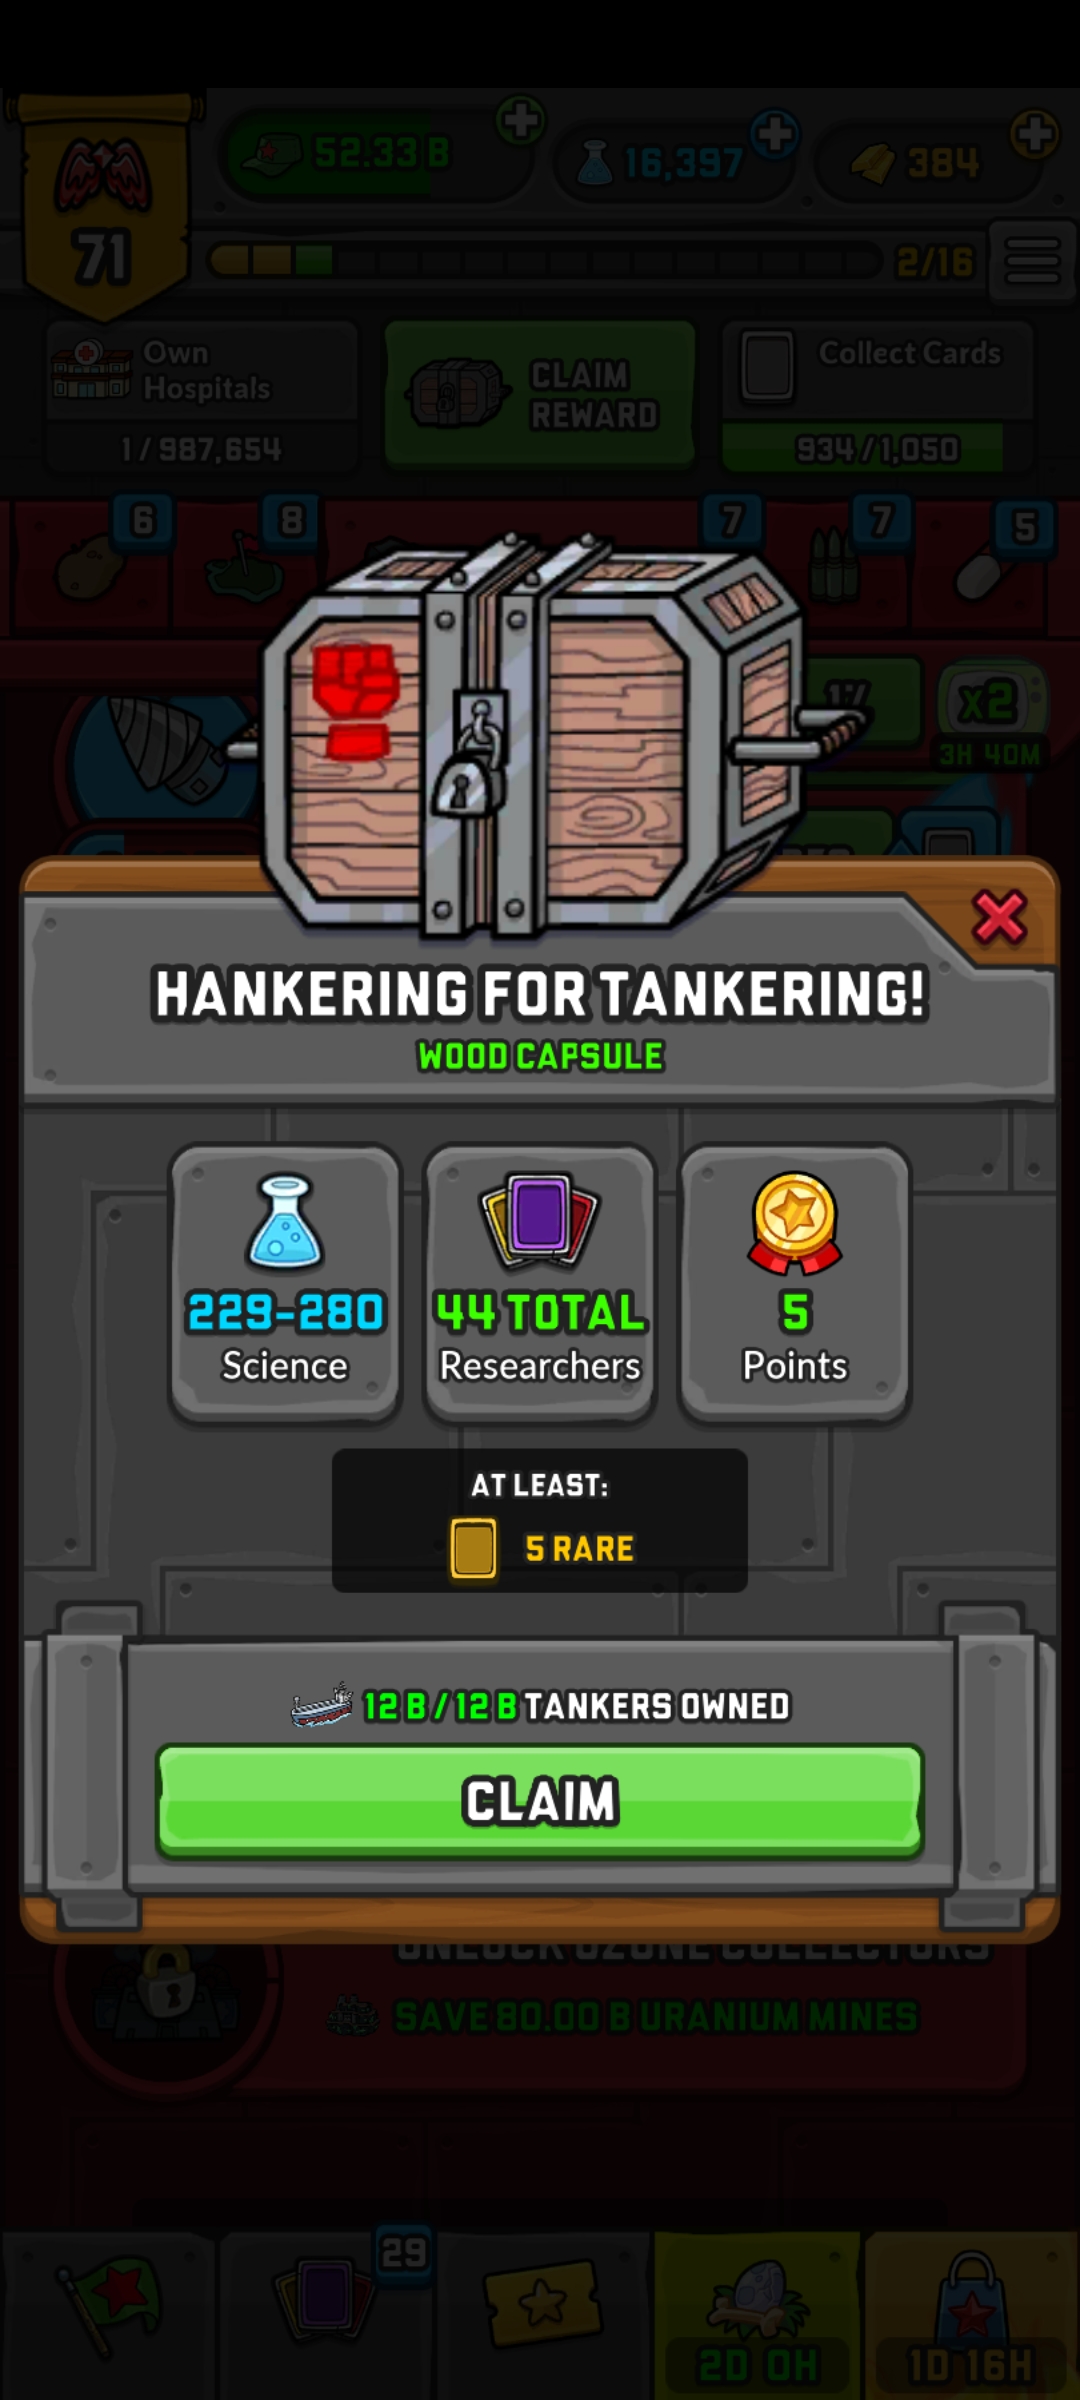 52.33 B
16,397
384
71
2/16
Own
Hospitals
1 / 987,654
CLAIM
REWARD
Collect Cards
934 / 1,050
6
8
7
7
5
x2
3H 40M
HANKERING FOR TANKERING!
WOOD CAPSULE
229-280
Science
44 TOTAL
Researchers
5
Points
AT LEAST:
5 RARE
12 B / 12 B TANKERS OWNED
CLAIM
UNLOCK OZONE COLLECTORS
SAVE 80.00 B URANIUM MINES
29
2D 0H
1D 16H